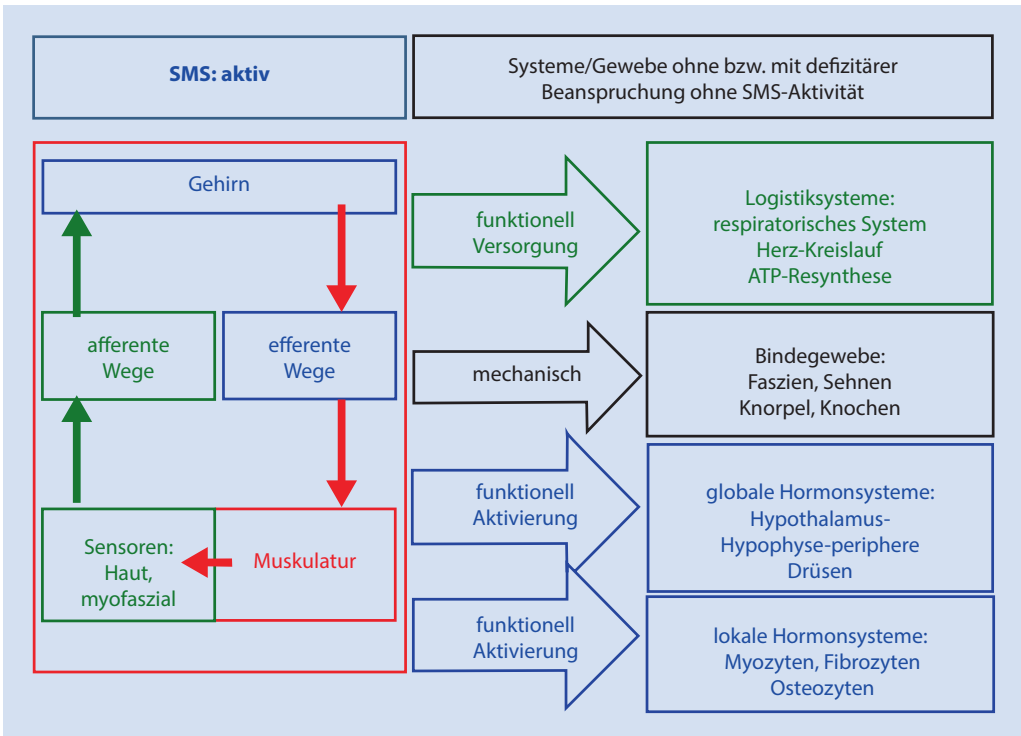 SMS: aktiv
Systeme/Gewebe ohne bzw. mit defizitärer
Beanspruchung ohne SMS-Aktivität
Gehirn
afferente
Wege
efferente
Wege
Sensoren:
Haut,
myofaszial
Muskulatur
funktionell
Versorgung
Logistiksysteme:
respiratorisches System
Herz-Kreislauf
ATP-Resynthese
mechanisch
Bindegewebe:
Faszien, Sehnen
Knorpel, Knochen
funktionell
Aktivierung
globale Hormonsysteme:
Hypothalamus-
Hypophyse-periphere
Drüsen
funktionell
Aktivierung
lokale Hormonsysteme:
Myozyten, Fibrozyten
Osteozyten